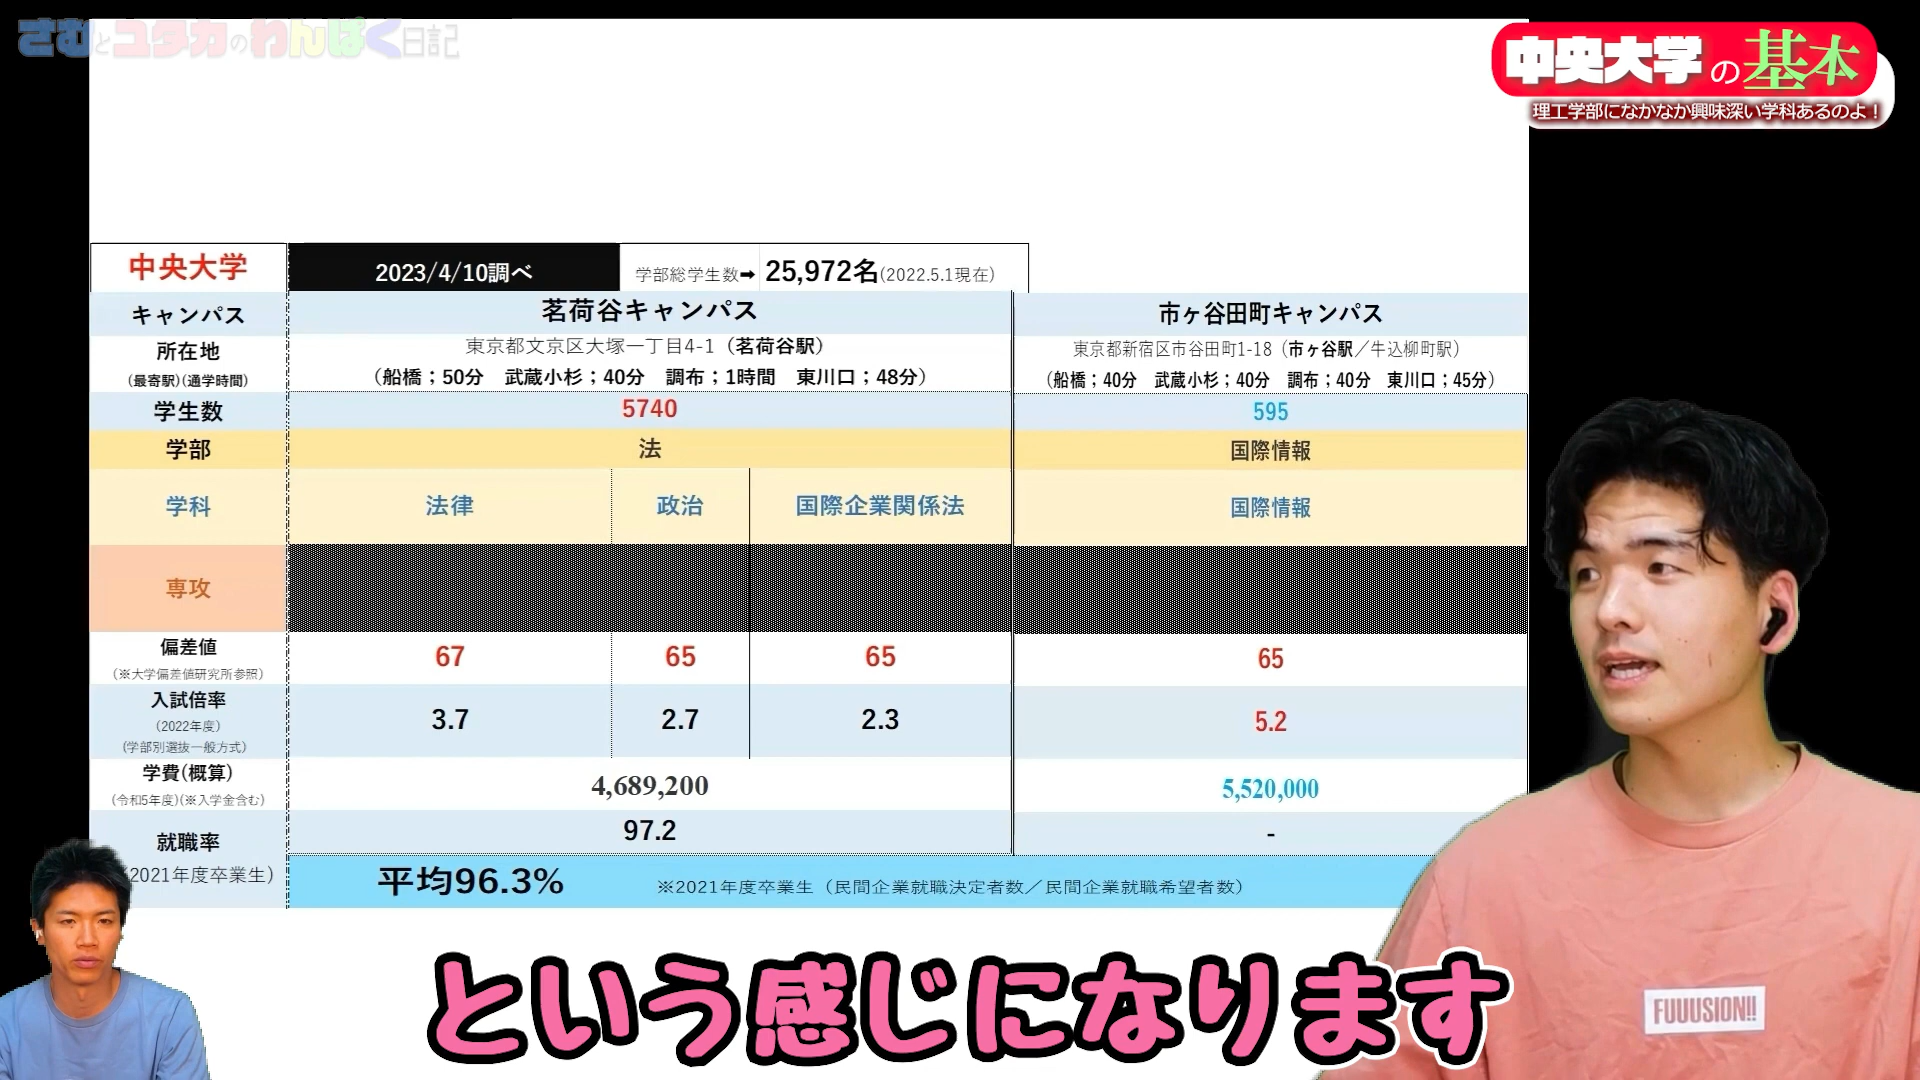 さむとユタカのわんぱく日記
中央大学の基本
理工学部になかなか興味深い学科あるのよ!
中央大学 2023/4/10調べ 学部総学生数➡ 25,972名(2022.5.1現在)
キャンパス 茗荷谷キャンパス 市ヶ谷田町キャンパス
所在地 東京都文京区大塚一丁目4-1(茗荷谷駅) 東京都新宿区市谷田町1-18(市ヶ谷駅/牛込柳町駅)
(最寄駅)(通学時間) (船橋;50分 武蔵小杉;40分 調布;1時間 東川口;48分) (船橋;40分 武蔵小杉;40分 調布;40分 東川口;45分)
学生数 5740 595
学部 法 国際情報
学科 法律 政治 国際企業関係法 国際情報
専攻
偏差値 67 65 65 65
(※大学偏差値研究所参照)
入試倍率 3.7 2.7 2.3 5.2
(2022年度)
(学部別選抜一般方式)
学費(概算) 4,689,200 5,520,000
(令和5年度)(※入学金含む)
就職率 97.2 -
2021年度卒業生) 平均96.3% ※2021年度卒業生(民間企業就職決定者数/民間企業就職希望者数)
という感じになります
FUUUSION!!